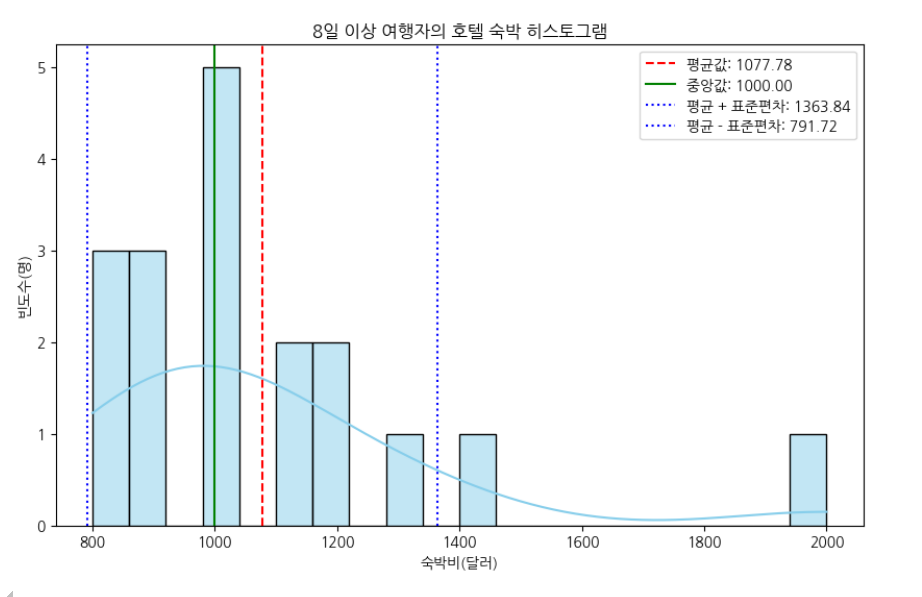 8일 이상 여행자의 호텔 숙박 히스토그램
평균값: 1077.78
중앙값: 1000.00
평균 + 표준편차: 1363.84
평균 - 표준편차: 791.72
5
4
3
2
1
0
빈도수(명)
800 1000 1200 1400 1600 1800 2000
숙박비(달러)